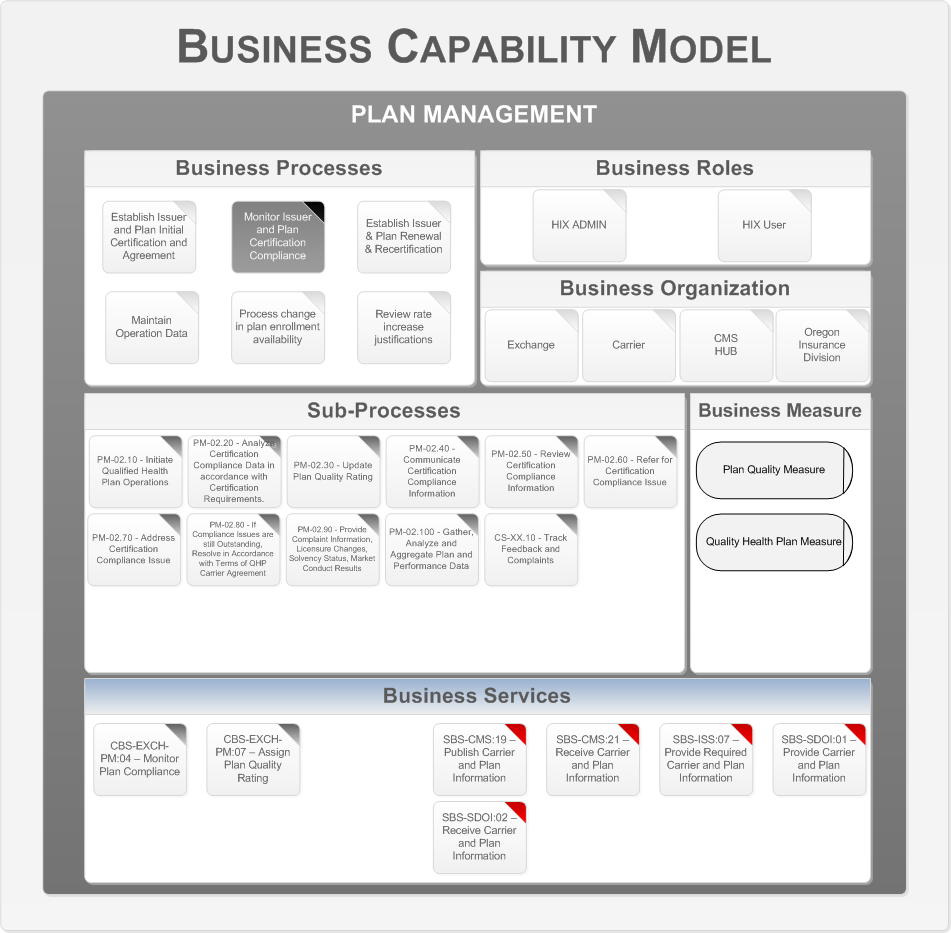 BUSINESS CAPABILITY MODEL
PLAN MANAGEMENT
Business Processes
Establish Issuer
and Plan Initial
Certification and
Agreement
Monitor Issuer
and Plan
Certification
Compliance
Establish Issuer
& Plan Renewal
& Recertification
Maintain
Operation Data
Process change
in plan enrollment
availability
Review rate
increase
justifications
Business Roles
HIX ADMIN
HIX User
Business Organization
Exchange
Carrier
CMS
HUB
Oregon
Insurance
Division
Sub-Processes
PM-02.10 - Initiate
Qualified Health
Plan Operations
PM-02.20 - Analyze
Certification
Compliance Data in
accordance with
Certification
Requirements.
PM-02.30 - Update
Plan Quality Rating
PM-02.40 -
Communicate
Certification
Compliance
Information
PM-02.50 - Review
Certification
Compliance
Information
PM-02.60 - Refer for
Certification
Compliance Issue
PM-02.70 - Address
Certification
Compliance Issue
PM-02.80 - If
Compliance Issues are
still Outstanding,
Resolve in Accordance
with Terms of QHP
Carrier Agreement
PM-02.90 - Provide
Complaint Information,
Licensure Changes,
Solvency Status, Market
Conduct Results
PM-02.100 - Gather,
Analyze and
Aggregate Plan and
Performance Data
CS-XX.10 - Track
Feedback and
Complaints
Business Measure
Plan Quality Measure
Quality Health Plan Measure
Business Services
CBS-EXCH-
PM:04 – Monitor
Plan Compliance
CBS-EXCH-
PM:07 – Assign
Plan Quality
Rating
SBS-CMS:19 –
Publish Carrier
and Plan
Information
SBS-CMS:21 –
Receive Carrier
and Plan
Information
SBS-ISS:07 –
Provide Required
Carrier and Plan
Information
SBS-SDOI:01 –
Provide Carrier
and Plan
Information
SBS-SDOI:02 –
Receive Carrier
and Plan
Information